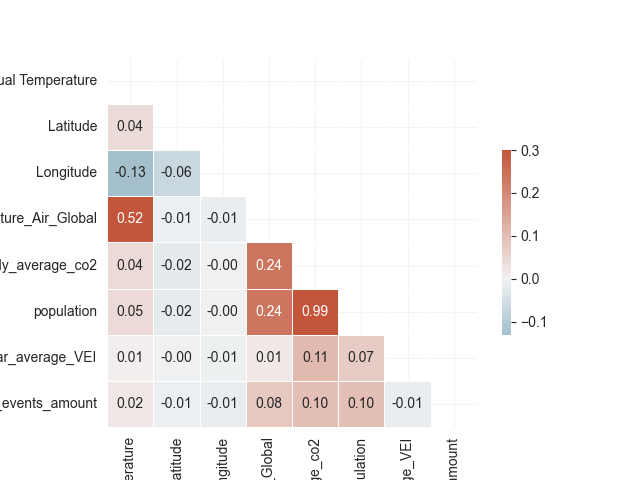 ual Temperature
Latitude
0.04
Longitude
-0.13 -0.06
ture_Air_Global
0.52 -0.01 -0.01
ly_average_co2
0.04 -0.02 -0.00 0.24
population
0.05 -0.02 -0.00 0.24 0.99
ar_average_VEI
0.01 -0.00 -0.01 0.01 0.11 0.07
_events_amount
0.02 -0.01 -0.01 0.08 0.10 0.10 -0.01
erature
atitude
ngitude
_Global
ge_co2
ulation
ge_VEI
amount
0.3
0.2
0.1
0.0
−0.1